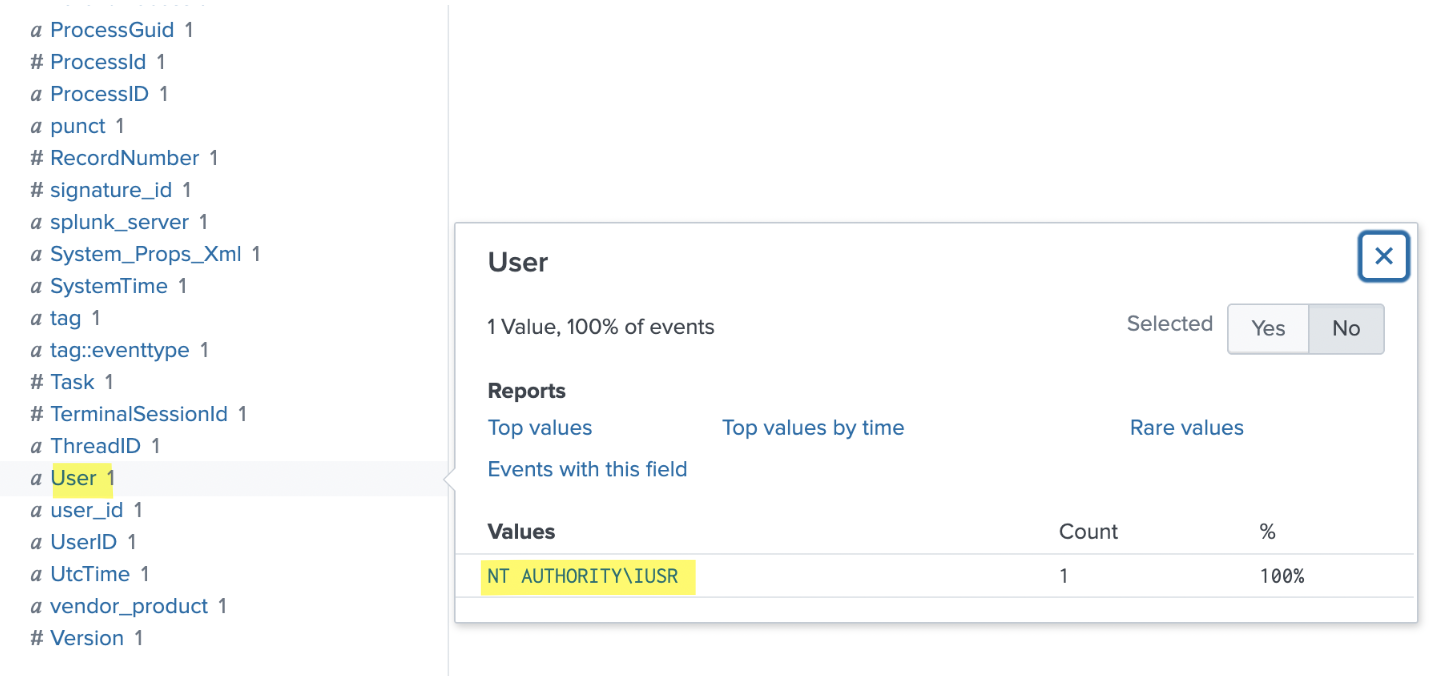 a ProcessGuid 1
# ProcessId 1
a ProcessID 1
a punct 1
# RecordNumber 1
# signature_id 1
a splunk_server 1
a System_Props_Xml 1
a SystemTime 1
a tag 1
a tag::eventtype 1
# Task 1
# TerminalSessionId 1
a ThreadID 1
a User 1
a user_id 1
a UserID 1
a UtcTime 1
a vendor_product 1
# Version 1
User
1 Value, 100% of events
Selected Yes No
Reports
Top values Top values by time Rare values
Events with this field
Values Count %
NT AUTHORITY\IUSR 1 100%